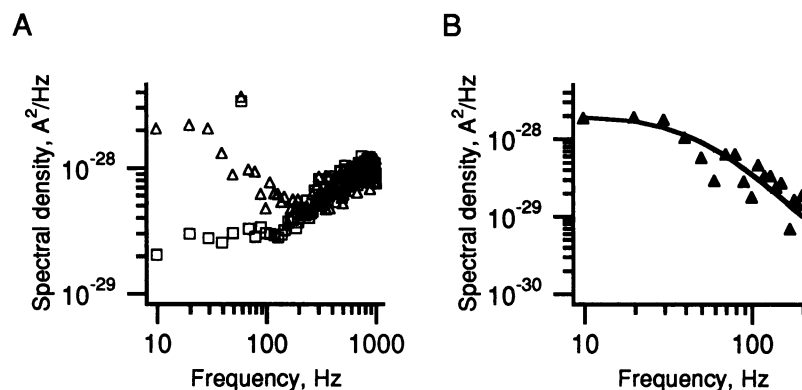 A
Spectral density, A²/Hz
10⁻²⁸
10⁻²⁹
10
100
1000
Frequency, Hz
B
Spectral density, A²/Hz
10⁻²⁸
10⁻²⁹
10⁻³⁰
10
100
Frequency, Hz